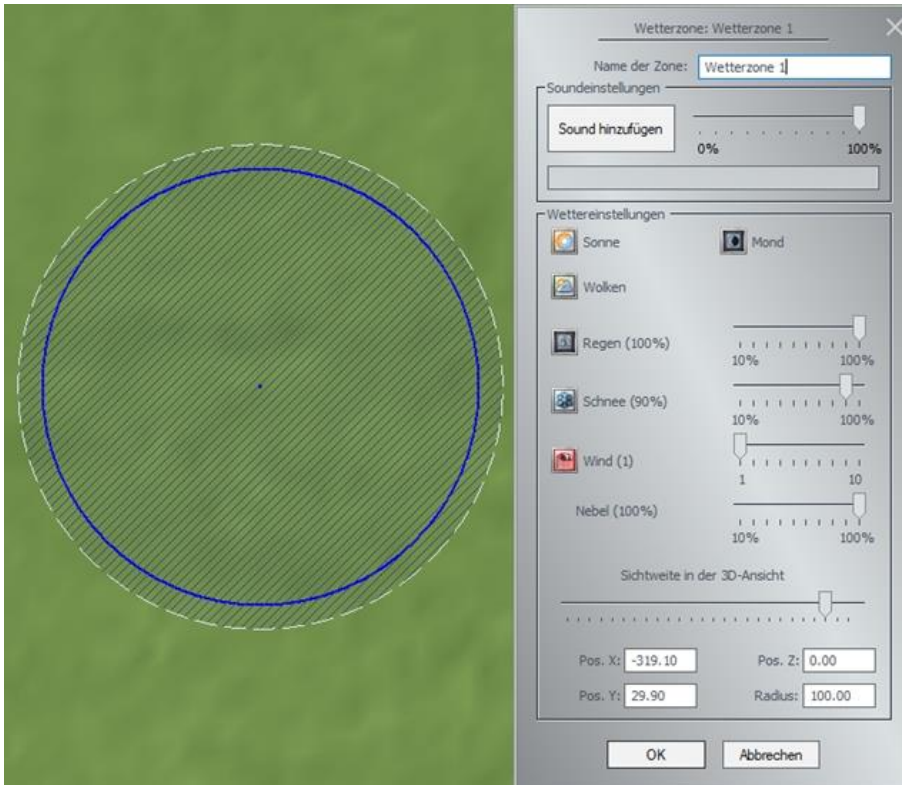 Wetterzone: Wetterzone 1
Name der Zone: Wetterzone 1
Soundeinstellungen
Sound hinzufügen
0% 100%
Wettereinstellungen
Sonne Mond
Wolken
Regen (100%)
10% 100%
Schnee (90%)
10% 100%
Wind (1)
1 10
Nebel (100%)
10% 100%
Sichtweite in der 3D-Ansicht
Pos. X: -319.10 Pos. Z: 0.00
Pos. Y: 29.90 Radius: 100.00
OK Abbrechen